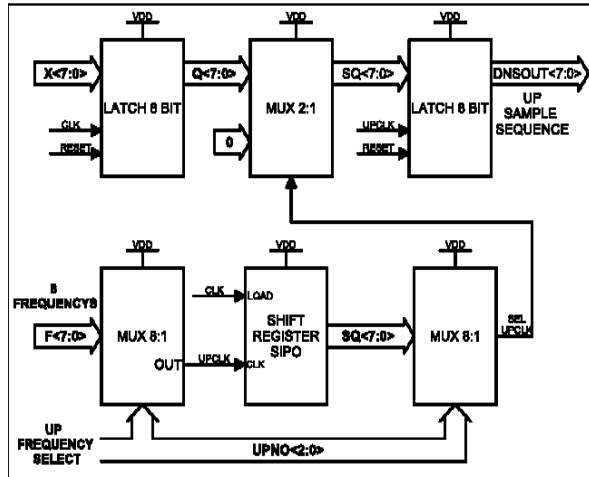 VDD
VDD
VDD
X<7:0>
LATCH 8 BIT
Q<7:0>
MUX 2:1
SQ<7:0>
LATCH 8 BIT
DNSOUT<7:0>
CLK
RESET
0
UPCLK
RESET
UP
SAMPLE
SEQUENCE
VDD
VDD
VDD
8
FREQUENCYS
F<7:0>
MUX 8:1
OUT
CLK
LOAD
UPCLK
CLK
SHIFT
REGISTER
SIPO
SQ<7:0>
MUX 8:1
SEL
UPCLK
UP
FREQUENCY
SELECT
UPNO<2:0>